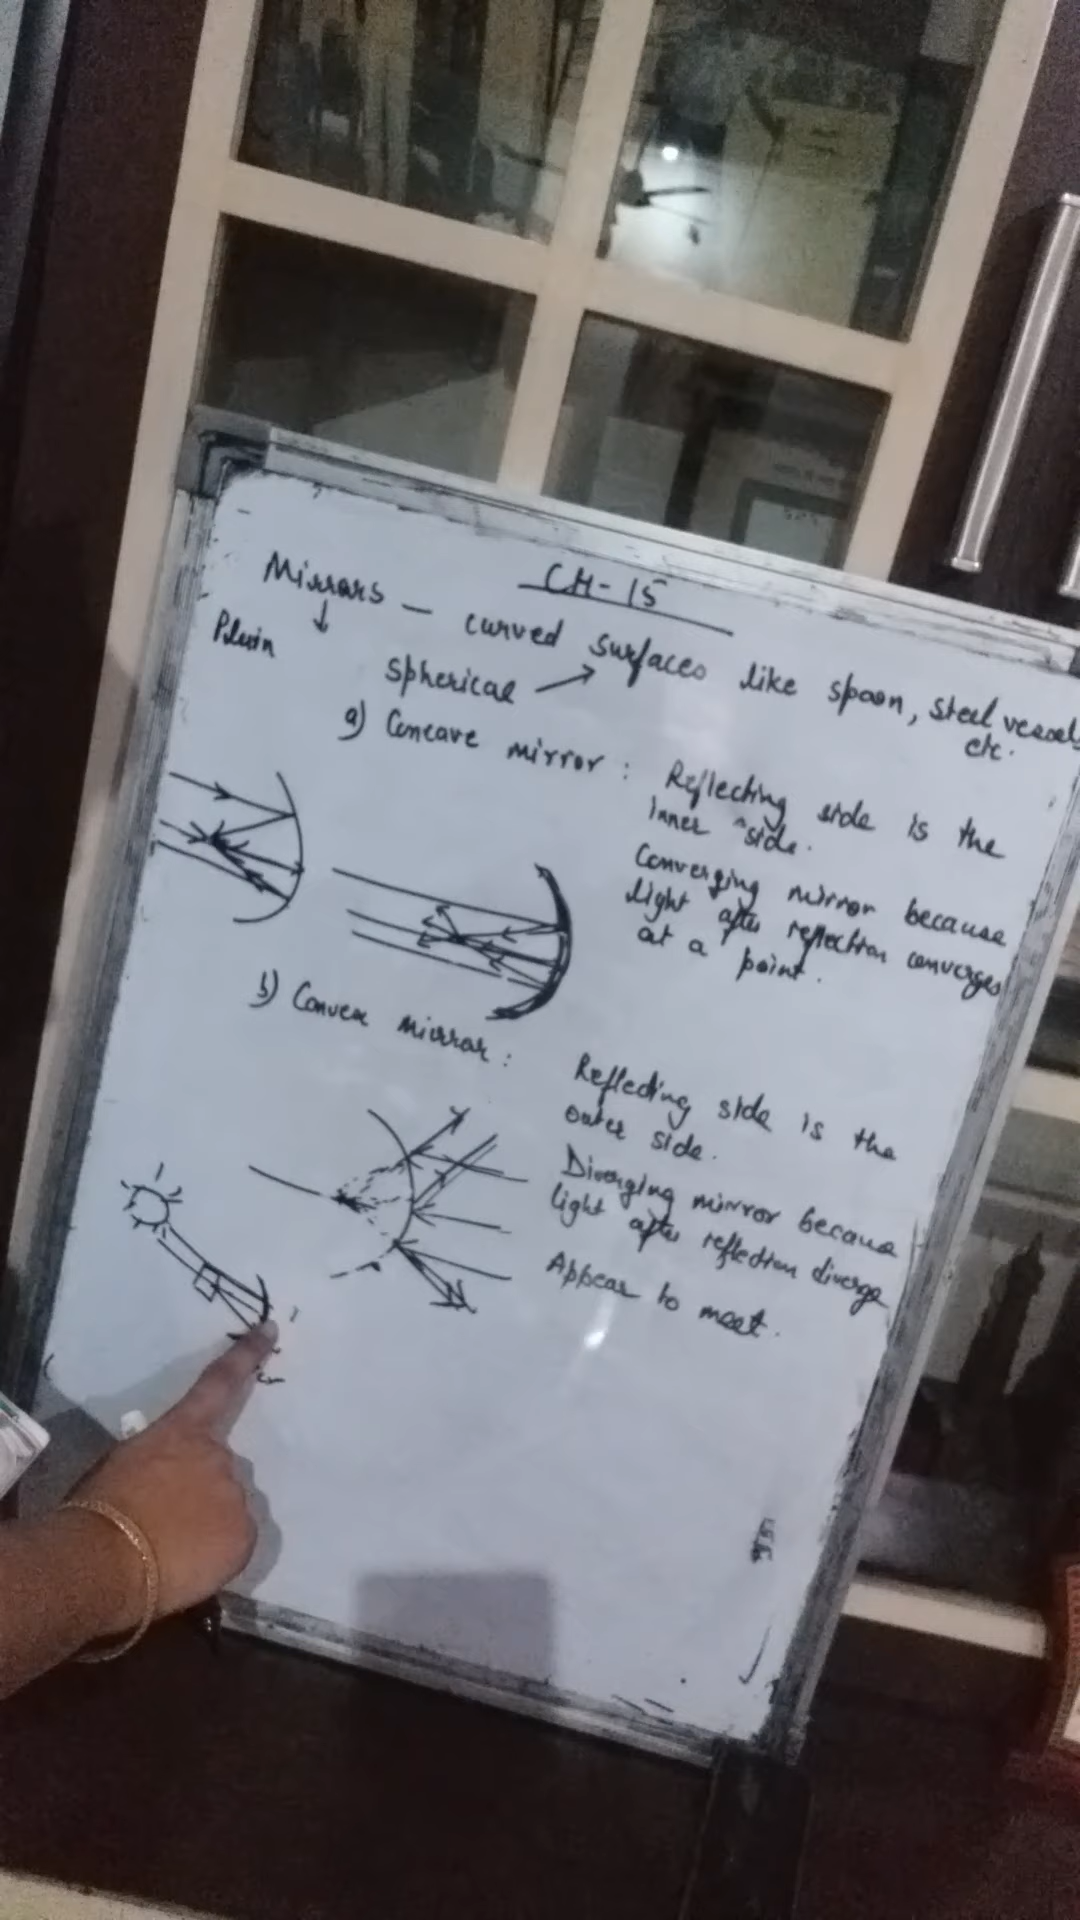 CH-15
Mirrors – curved surfaces like spoon, steel vessels etc.
Plain
Spherical
a) Concave mirror : Reflecting side is the
inner side.
Converging mirror because
light after reflection converges
at a point.
b) Convex mirror : Reflecting side is the
outer side.
Diverging mirror because
light after reflection diverge
Appear to meet.